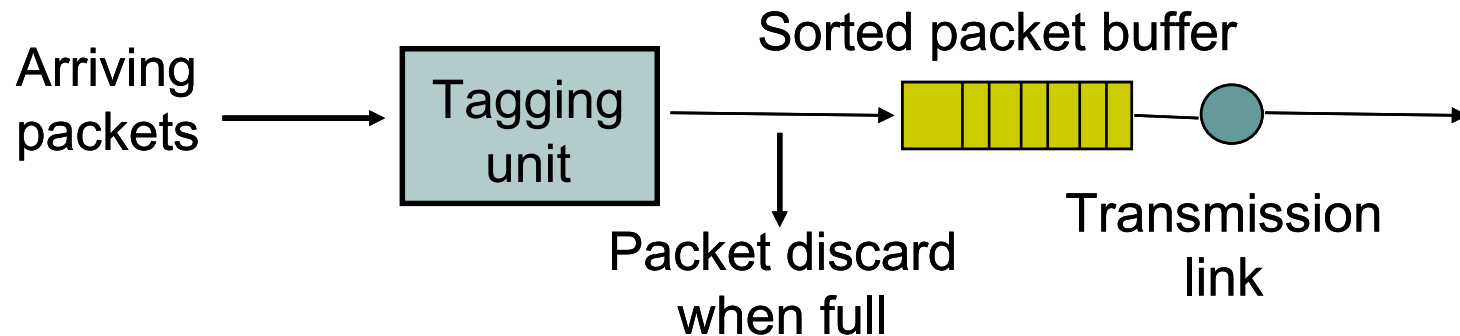 Arriving
packets
Tagging
unit
Sorted packet buffer
Packet discard
when full
Transmission
link